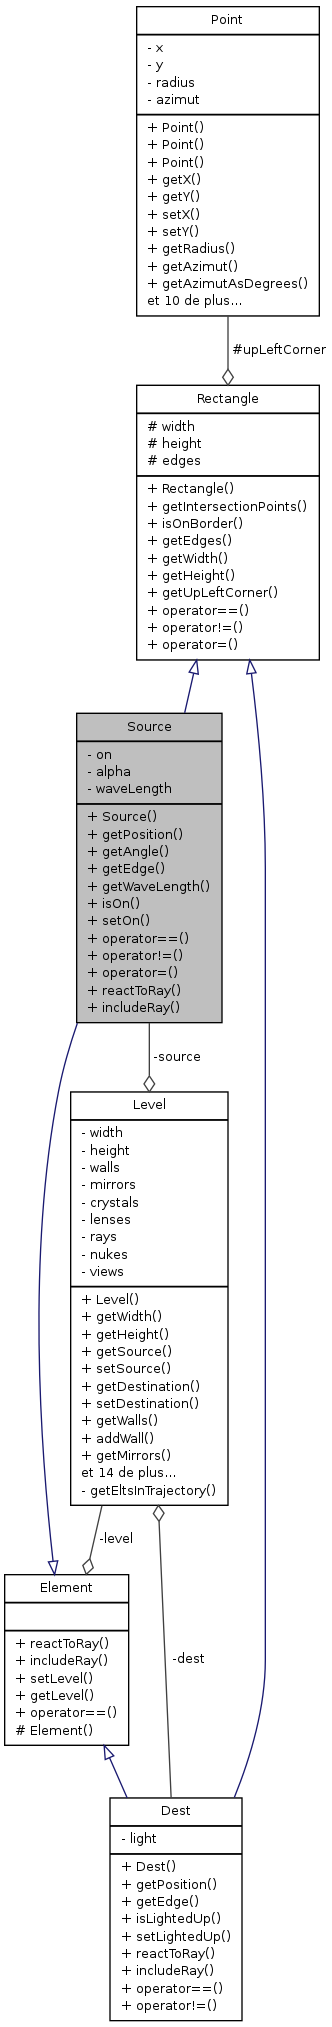 Point
- x
- y
- radius
- azimut
+ Point()
+ Point()
+ Point()
+ getX()
+ getY()
+ setX()
+ setY()
+ getRadius()
+ getAzimut()
+ getAzimutAsDegrees()
et 10 de plus...
#upLeftCorner
Rectangle
# width
# height
# edges
+ Rectangle()
+ getIntersectionPoints()
+ isOnBorder()
+ getEdges()
+ getWidth()
+ getHeight()
+ getUpLeftCorner()
+ operator==()
+ operator!=()
+ operator=()
Source
- on
- alpha
- waveLength
+ Source()
+ getPosition()
+ getAngle()
+ getEdge()
+ getWaveLength()
+ isOn()
+ setOn()
+ operator==()
+ operator!=()
+ operator=()
+ reactToRay()
+ includeRay()
-source
Level
- width
- height
- walls
- mirrors
- crystals
- lenses
- rays
- nukes
- views
+ Level()
+ getWidth()
+ getHeight()
+ getSource()
+ setSource()
+ getDestination()
+ setDestination()
+ getWalls()
+ addWall()
+ getMirrors()
et 14 de plus...
- getEltsInTrajectory()
-level
Element
+ reactToRay()
+ includeRay()
+ setLevel()
+ getLevel()
+ operator==()
# Element()
-dest
Dest
- light
+ Dest()
+ getPosition()
+ getEdge()
+ isLightedUp()
+ setLightedUp()
+ reactToRay()
+ includeRay()
+ operator==()
+ operator!=()